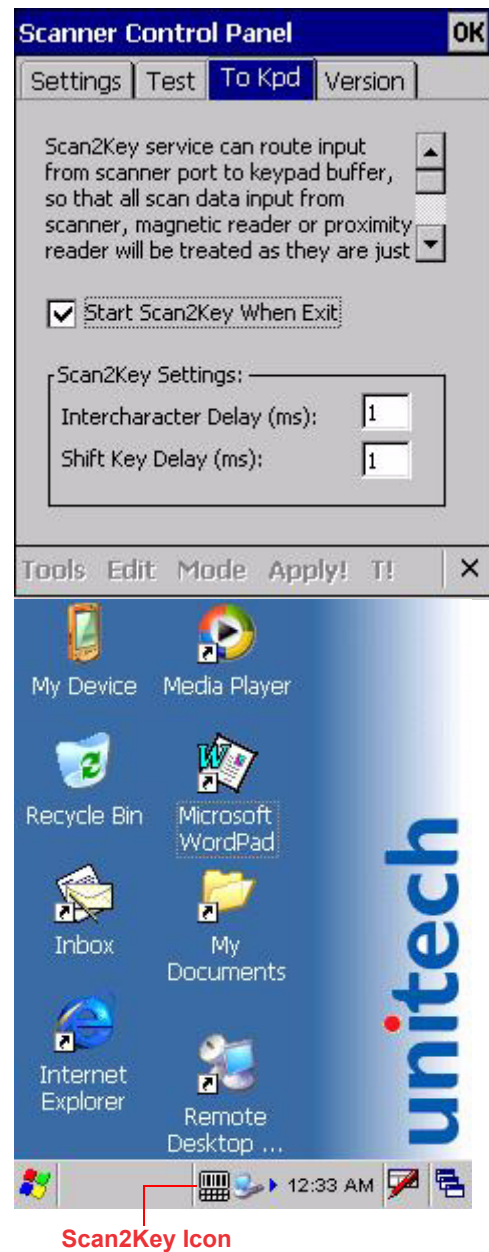 Scanner Control Panel OK
Settings Test To Kpd Version
Scan2Key service can route input
from scanner port to keypad buffer,
so that all scan data input from
scanner, magnetic reader or proximity
reader will be treated as they are just
Start Scan2Key When Exit
Scan2Key Settings:
Intercharacter Delay (ms): 1
Shift Key Delay (ms): 1
Tools Edit Mode Apply! T!
My Device Media Player
Recycle Bin Microsoft
WordPad
Inbox My
Documents
Internet
Explorer
Remote
Desktop ...
unitech
12:33 AM
Scan2Key Icon